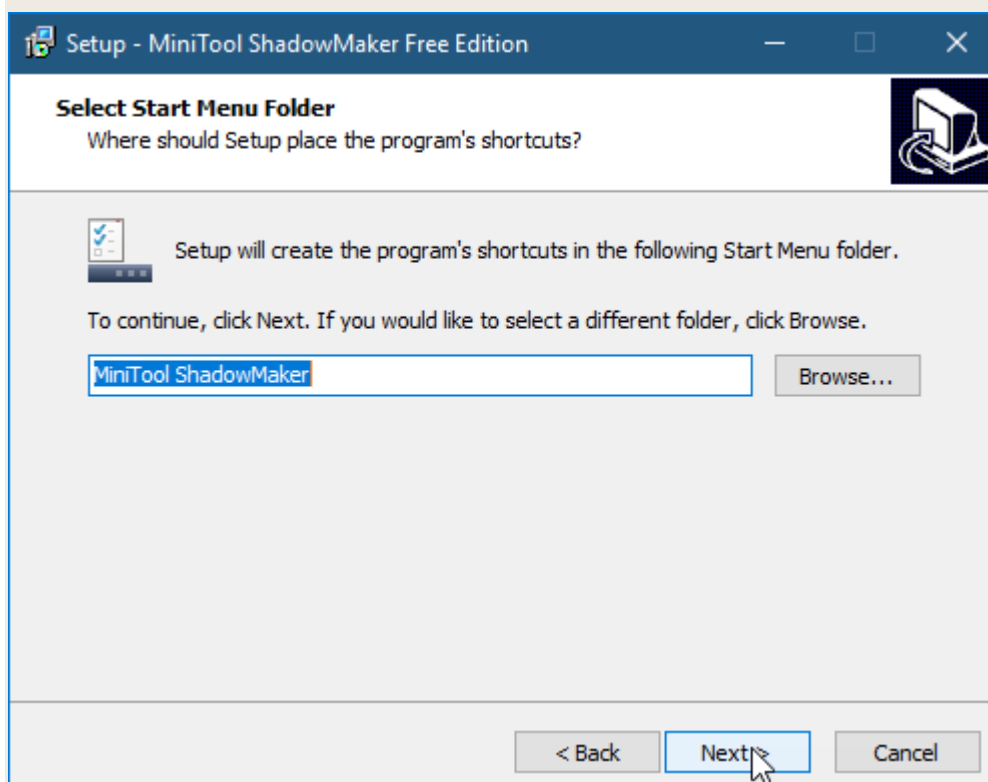 Setup - MiniTool ShadowMaker Free Edition
Select Start Menu Folder
Where should Setup place the program's shortcuts?
Setup will create the program's shortcuts in the following Start Menu folder.
To continue, click Next. If you would like to select a different folder, click Browse.
MiniTool ShadowMaker Browse...
< Back Next > Cancel